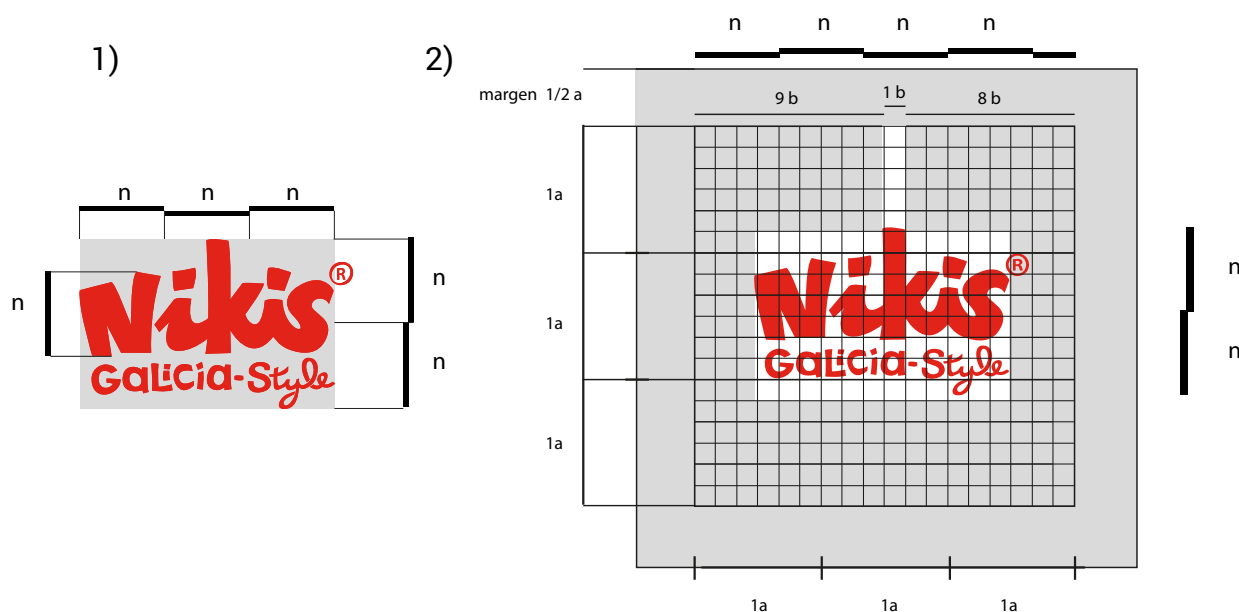 1)
n n n
n
n
n
Nikis®
Galicia-Style
2)
n n n n
margen 1/2 a
9 b 1 b 8 b
1a
1a
1a
Nikis®
Galicia-Style
n
n
1a 1a 1a